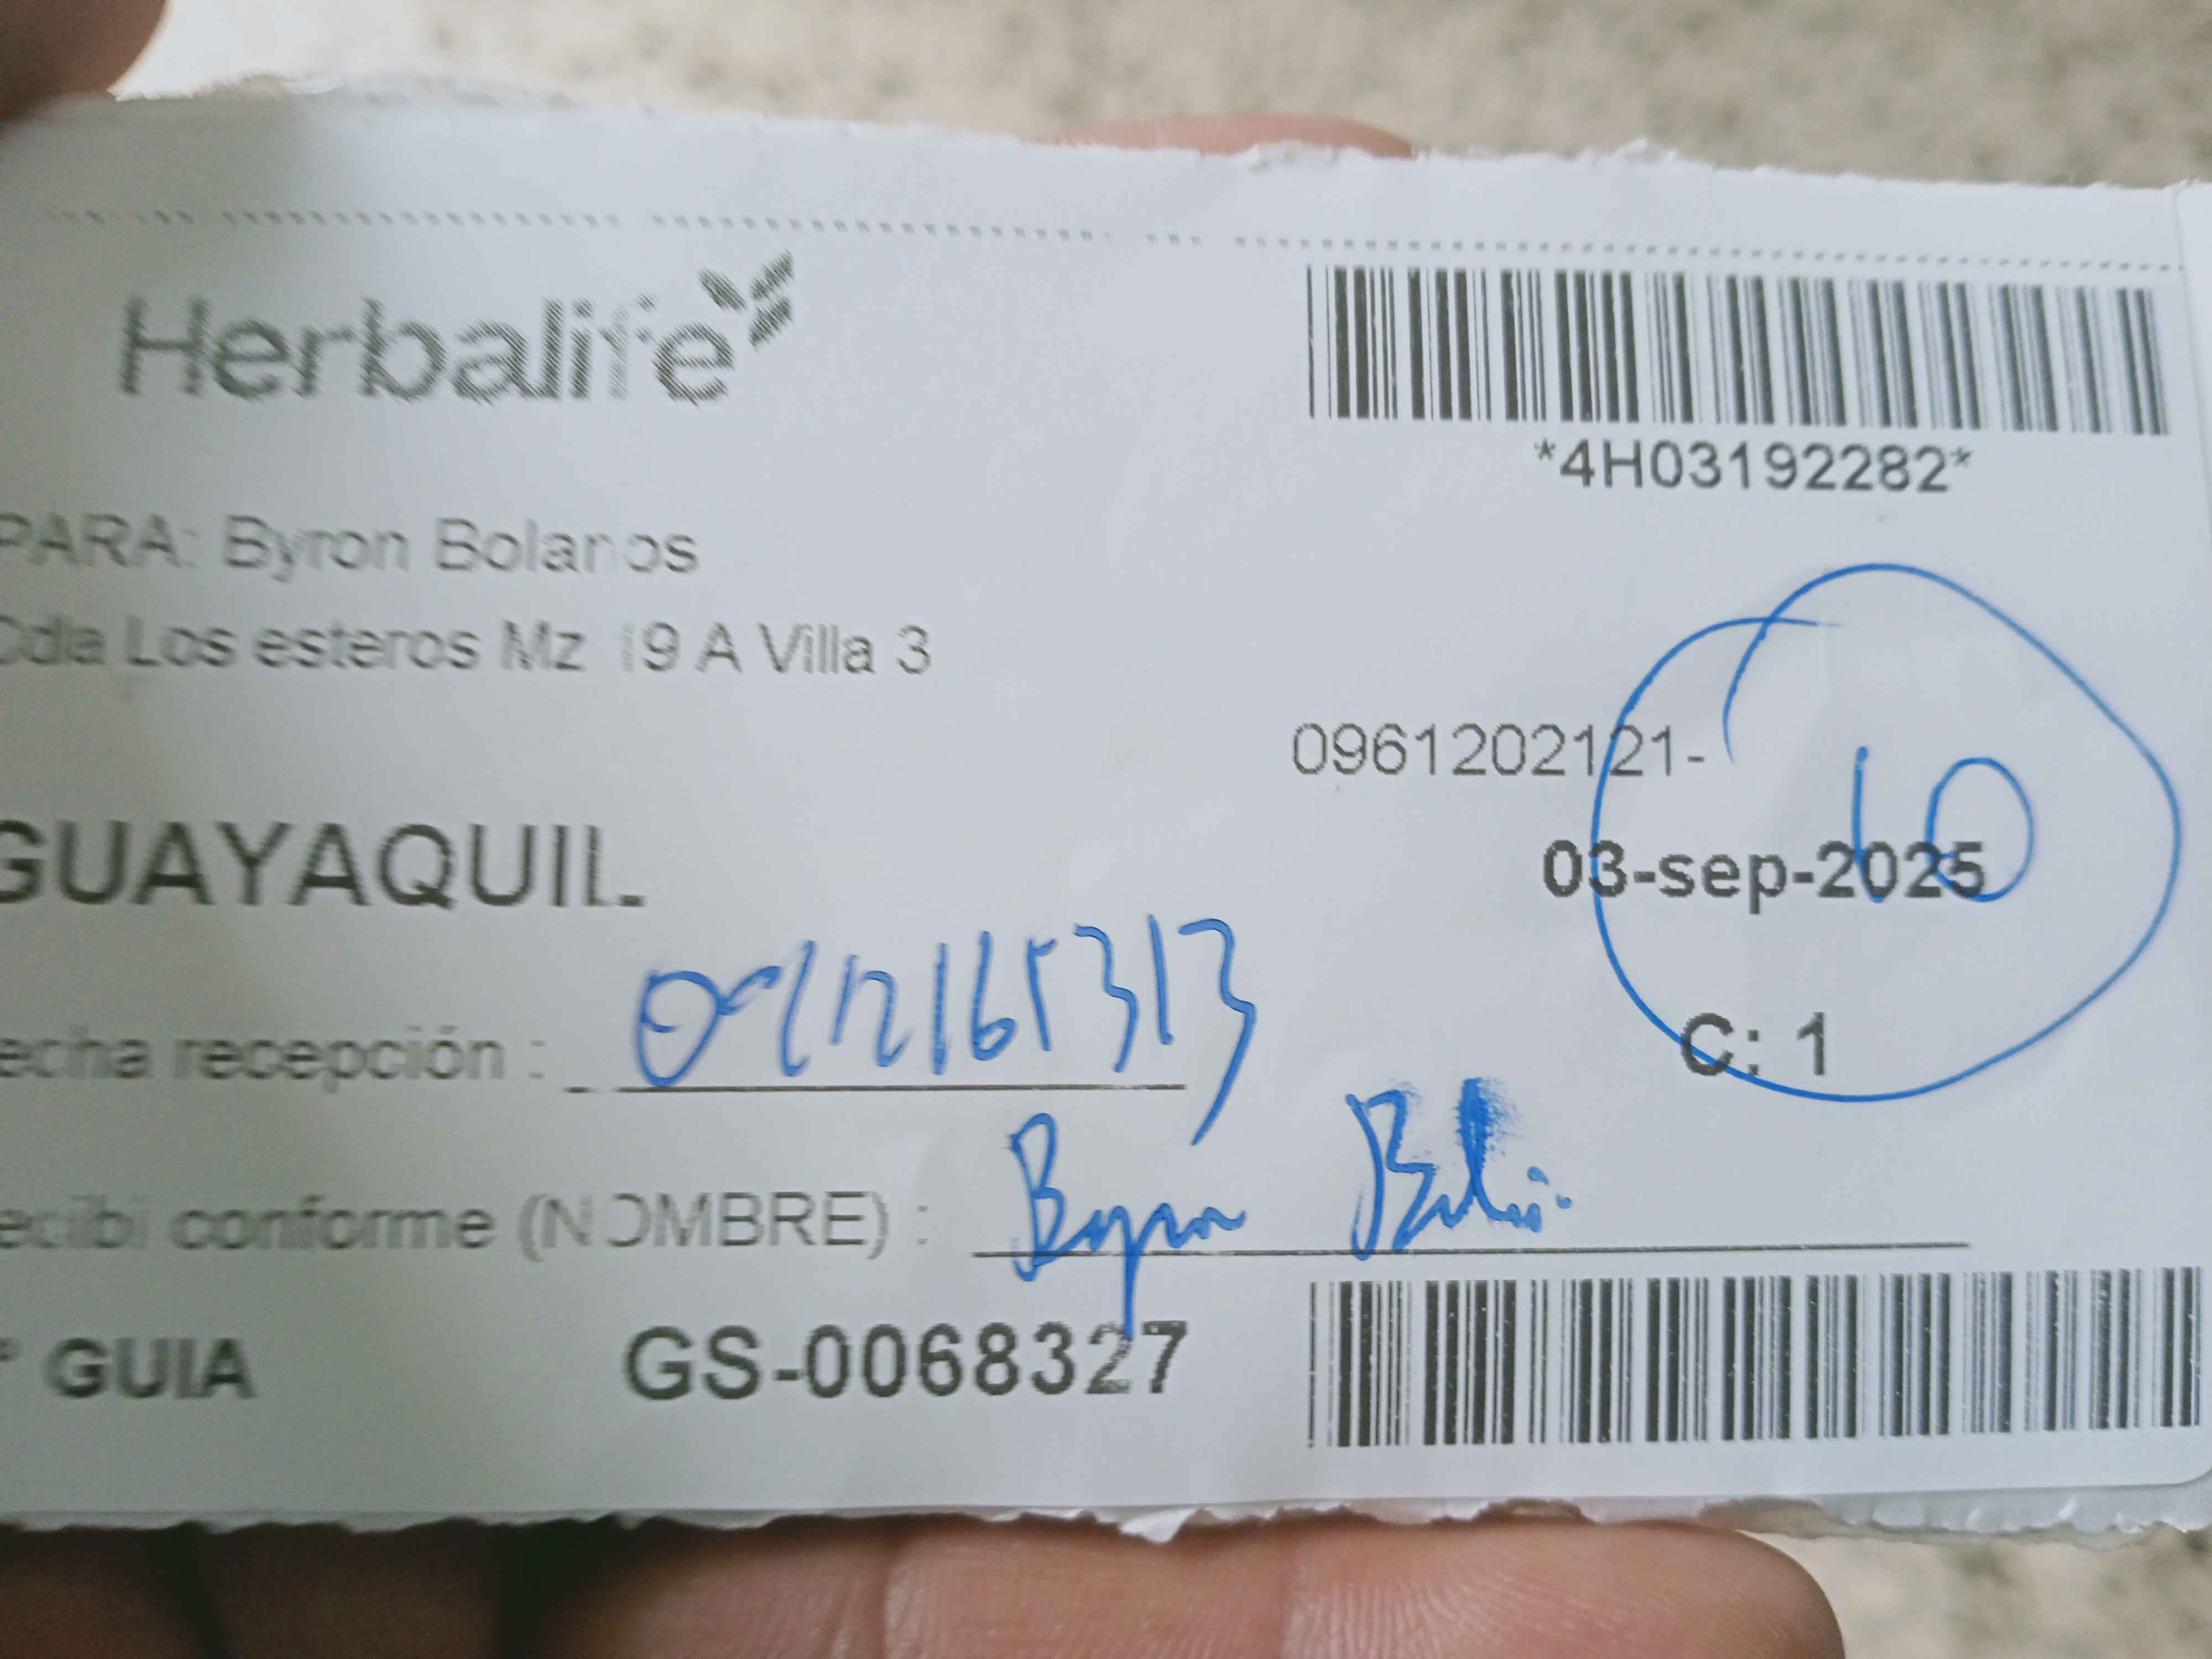 Herbalife
*4H03192282*
PARA: Byron Bolanos
Cdla Los esteros Mz 19 A Villa 3
0961202121-
10
GUAYAQUIL
03-sep-2025
C: 1
echa recepción :
ecibi conforme (NOMBRE) : Byron
GUIA GS-0068327